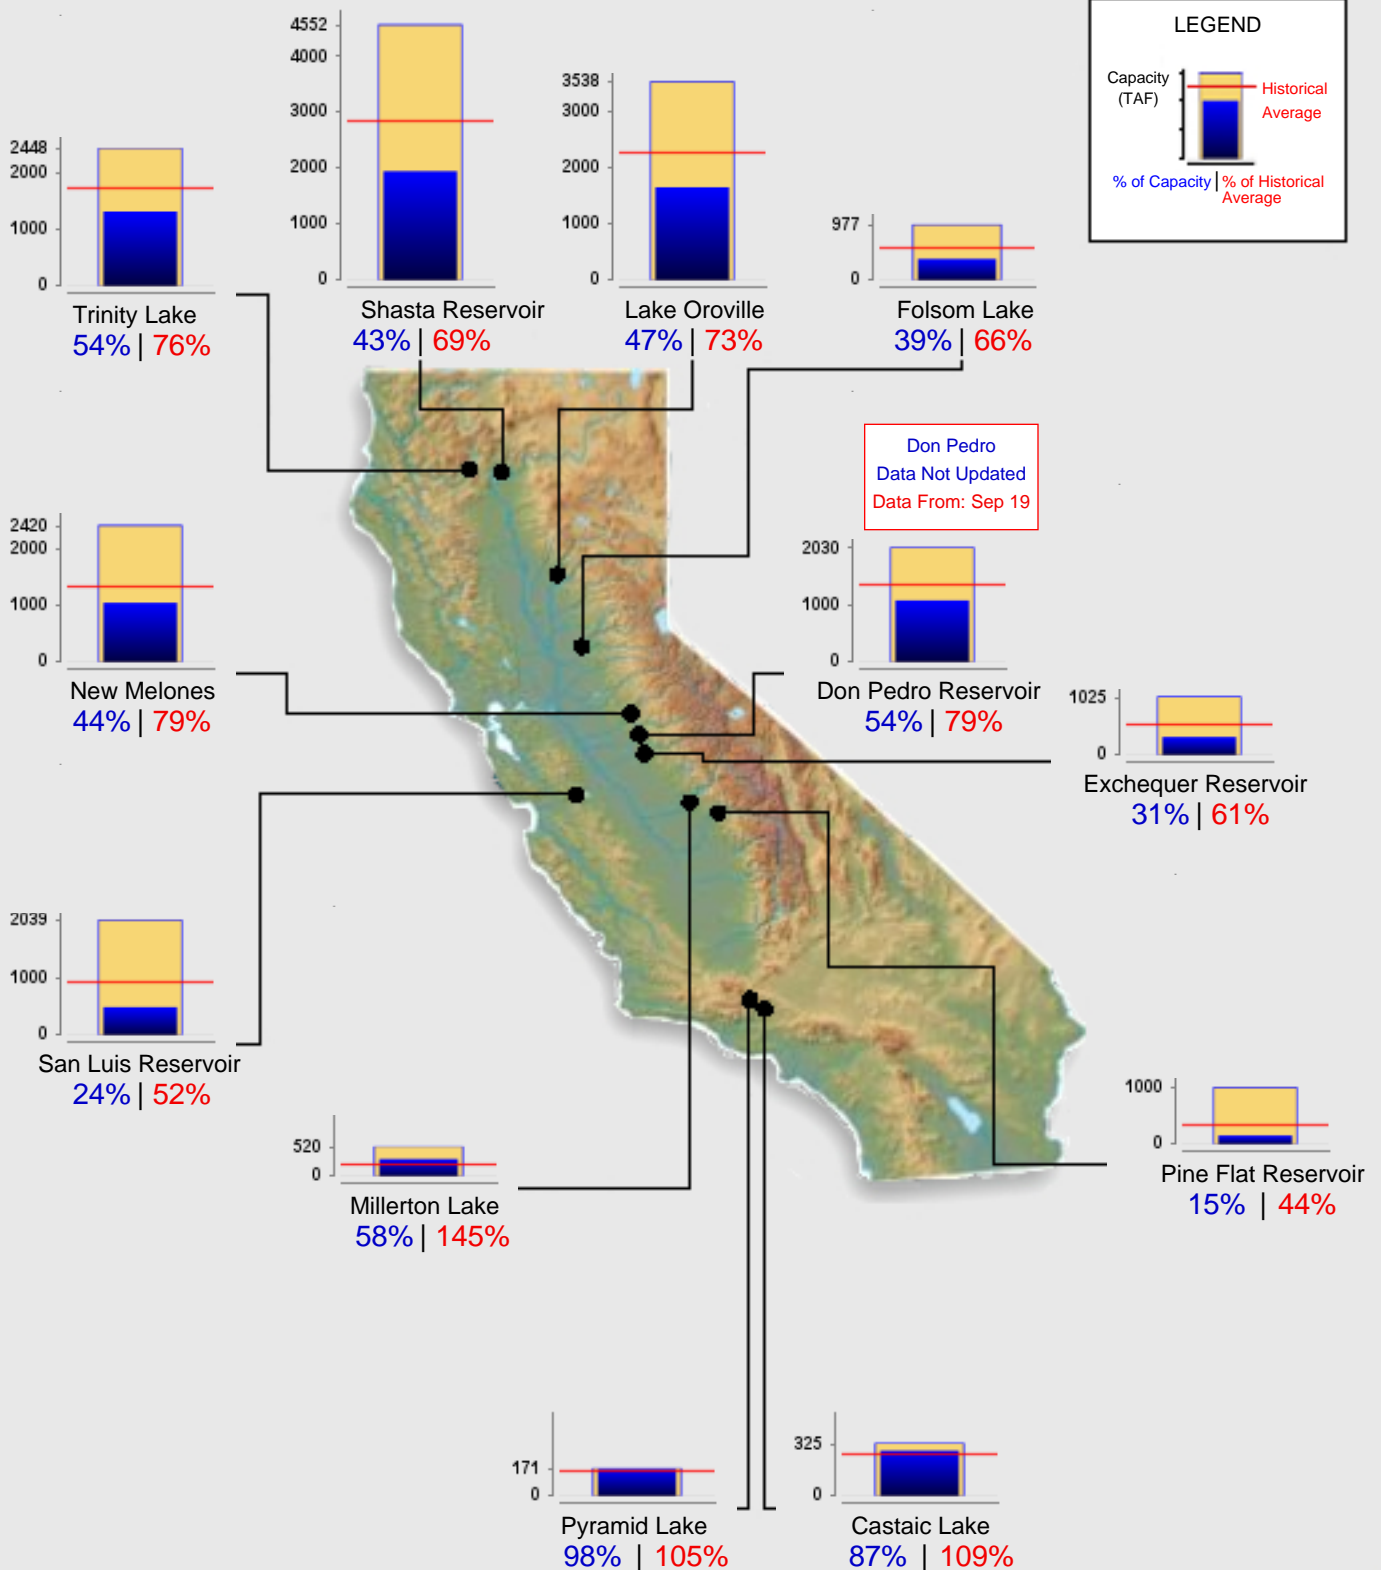 LEGEND
Capacity
(TAF)
Historical
Average
% of Capacity | % of Historical
Average
4552
4000
3000
2000
1000
0
Shasta Reservoir
43% | 69%
3538
3000
2000
1000
0
Lake Oroville
47% | 73%
2448
2000
1000
0
Trinity Lake
54% | 76%
977
0
Folsom Lake
39% | 66%
Don Pedro
Data Not Updated
Data From: Sep 19
2420
2000
1000
0
New Melones
44% | 79%
2030
1000
0
Don Pedro Reservoir
54% | 79%
1025
0
Exchequer Reservoir
31% | 61%
2039
1000
0
San Luis Reservoir
24% | 52%
520
0
Millerton Lake
58% | 145%
1000
0
Pine Flat Reservoir
15% | 44%
171
0
Pyramid Lake
98% | 105%
325
0
Castaic Lake
87% | 109%